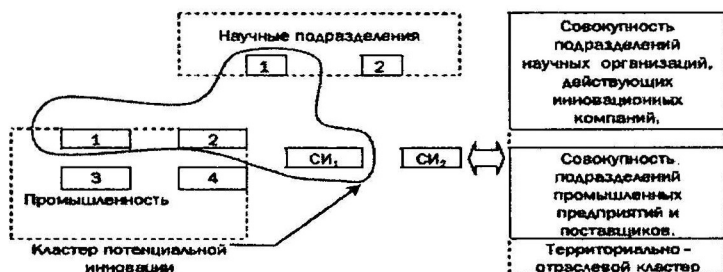 Научные подразделения
1
2
1
2
3
4
Промышленность
СИ₁
СИ₂
Кластер потенциальной
инновации
Совокупность
подразделений
научных организаций,
действующих
инновационных
компаний.
Совокупность
подразделений
промышленных
предприятий и
поставщиков.
Территориально-
отраслевой кластер